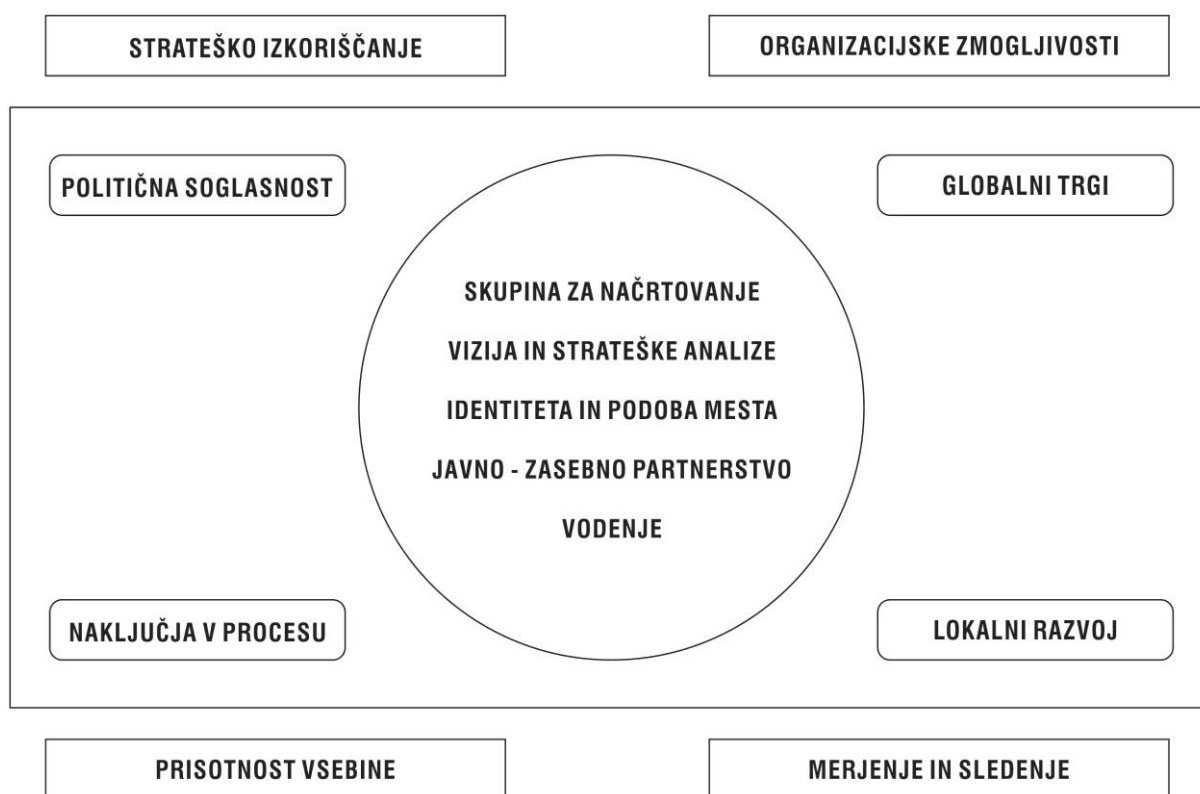 STRATEŠKO IZKORIŠČANJE
ORGANIZACIJSKE ZMOGLJIVOSTI
POLITIČNA SOGLASNOST
GLOBALNI TRGI
SKUPINA ZA NAČRTOVANJE
VIZIJA IN STRATEŠKE ANALIZE
IDENTITETA IN PODOBA MESTA
JAVNO - ZASEBNO PARTNERSTVO
VODENJE
NAKLJUČJA V PROCESU
LOKALNI RAZVOJ
PRISOTNOST VSEBINE
MERJENJE IN SLEDENJE